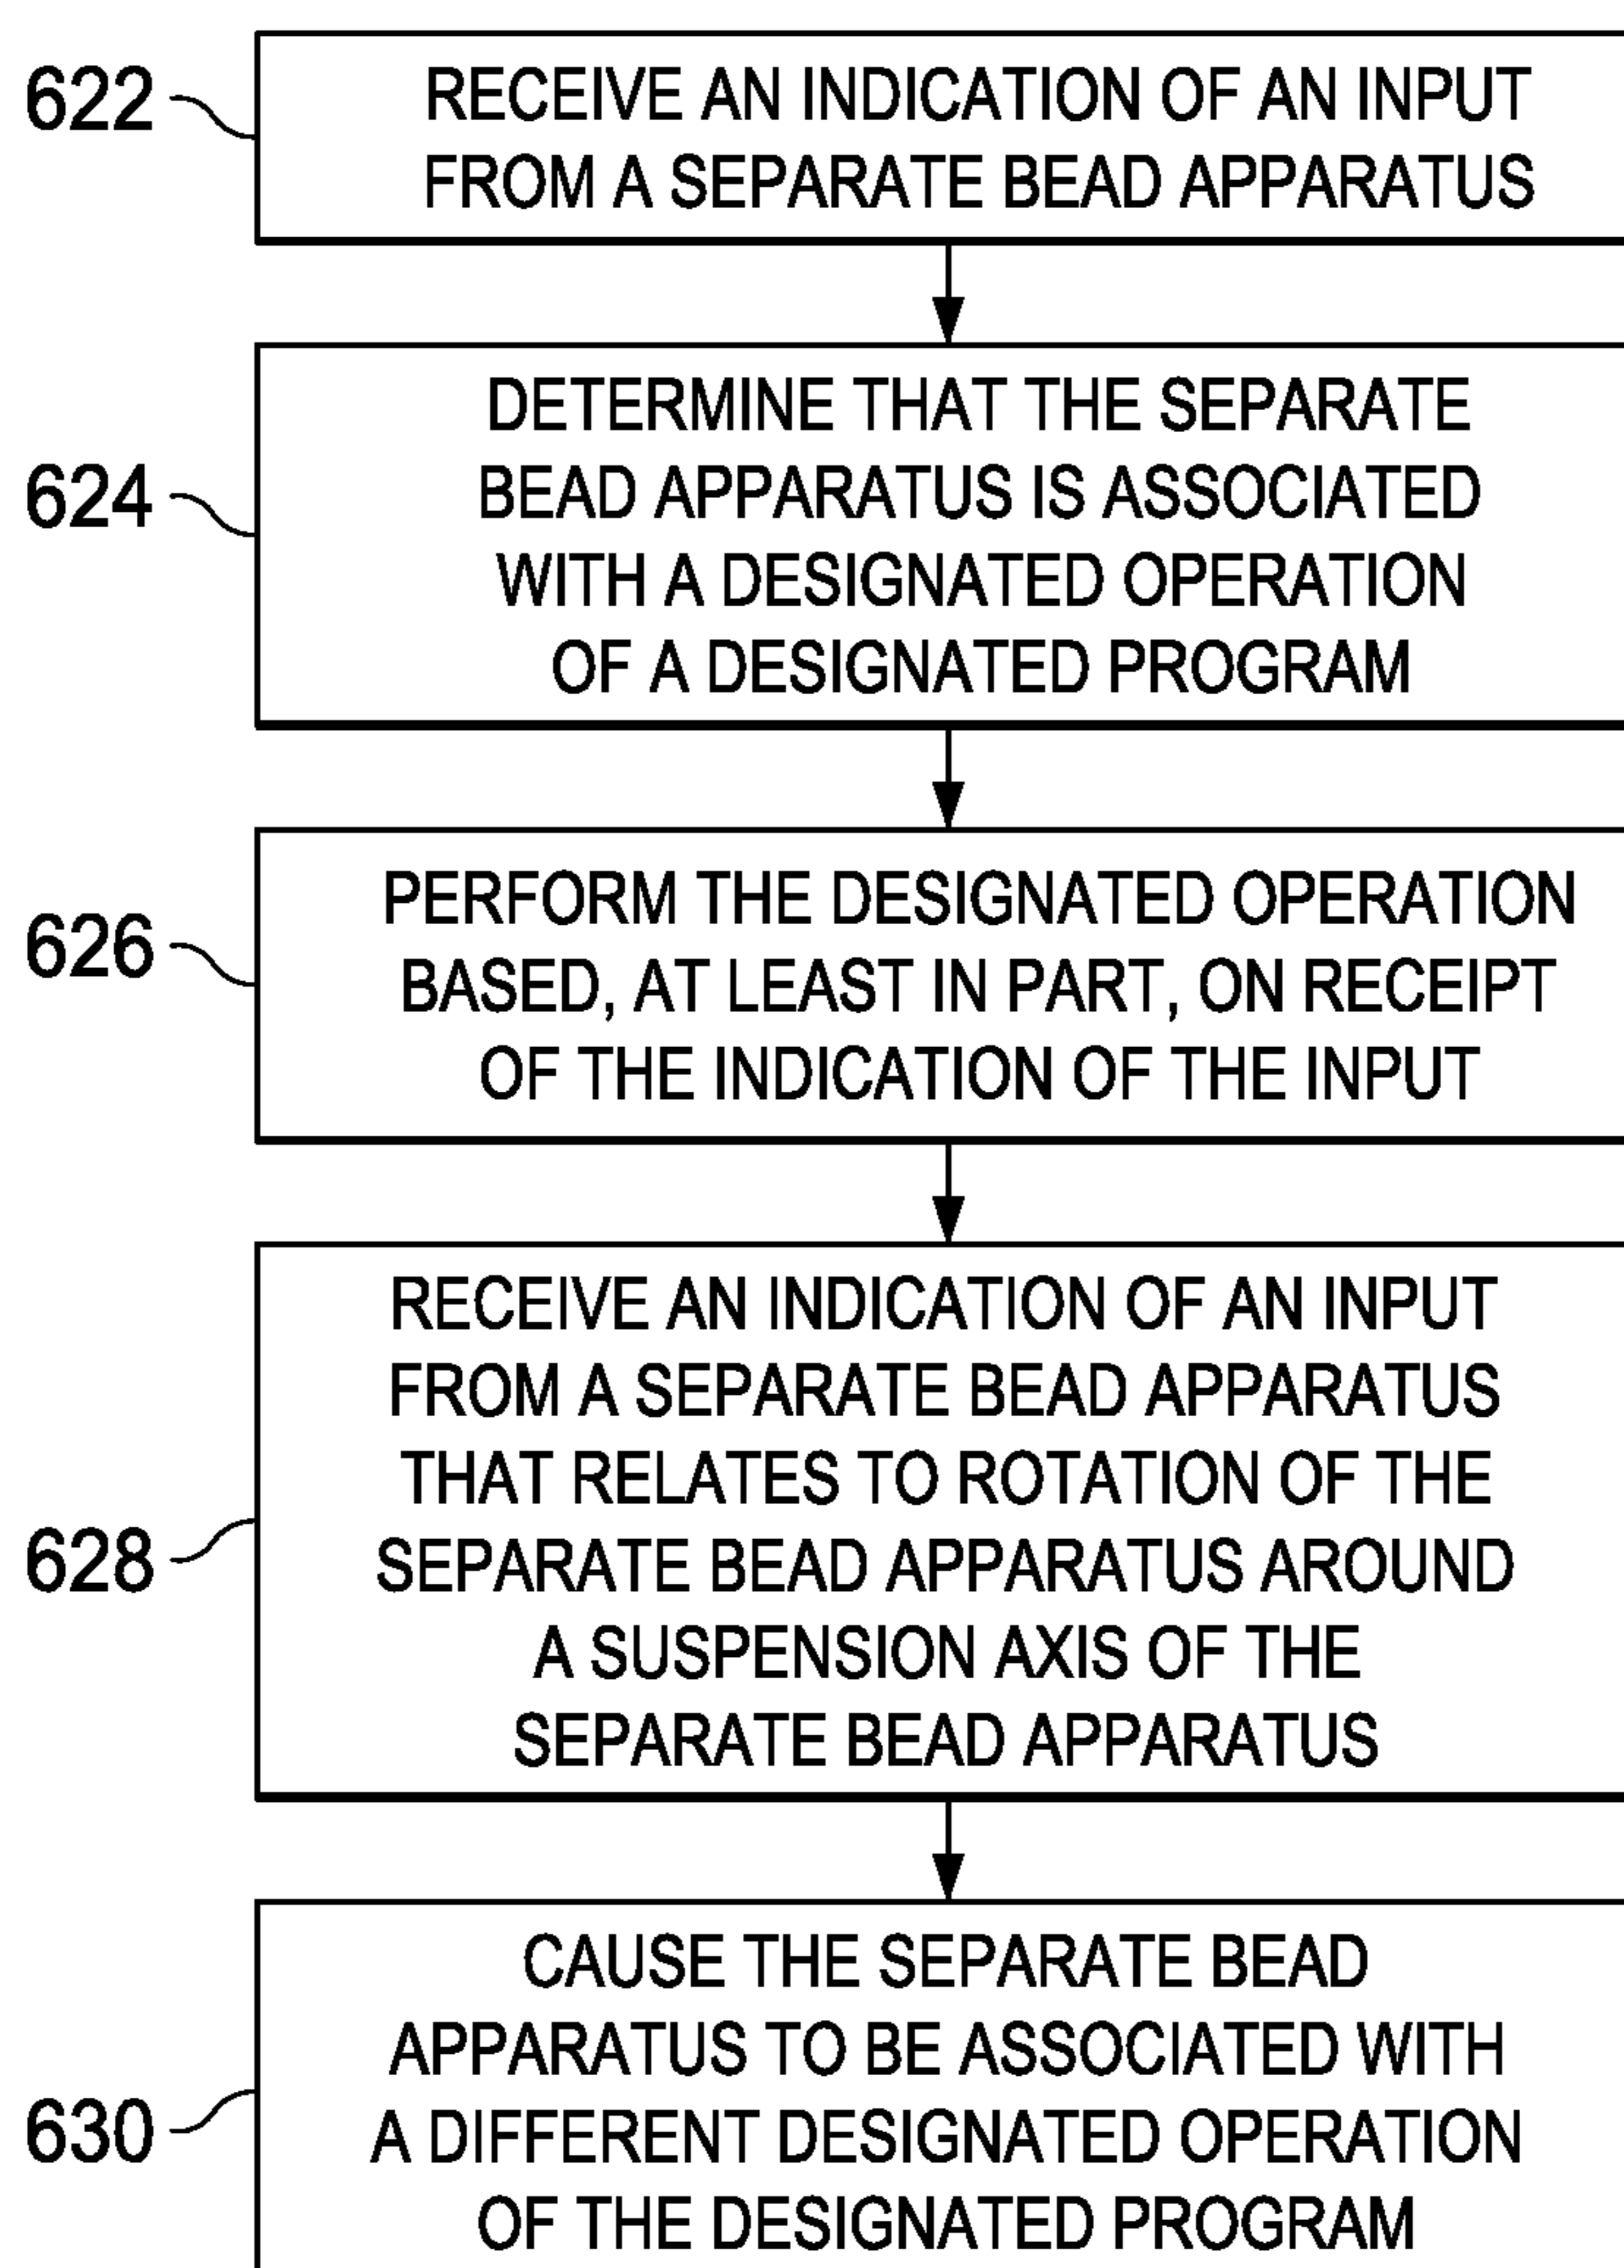 622
RECEIVE AN INDICATION OF AN INPUT
FROM A SEPARATE BEAD APPARATUS
624
DETERMINE THAT THE SEPARATE
BEAD APPARATUS IS ASSOCIATED
WITH A DESIGNATED OPERATION
OF A DESIGNATED PROGRAM
626
PERFORM THE DESIGNATED OPERATION
BASED, AT LEAST IN PART, ON RECEIPT
OF THE INDICATION OF THE INPUT
628
RECEIVE AN INDICATION OF AN INPUT
FROM A SEPARATE BEAD APPARATUS
THAT RELATES TO ROTATION OF THE
SEPARATE BEAD APPARATUS AROUND
A SUSPENSION AXIS OF THE
SEPARATE BEAD APPARATUS
630
CAUSE THE SEPARATE BEAD
APPARATUS TO BE ASSOCIATED WITH
A DIFFERENT DESIGNATED OPERATION
OF THE DESIGNATED PROGRAM